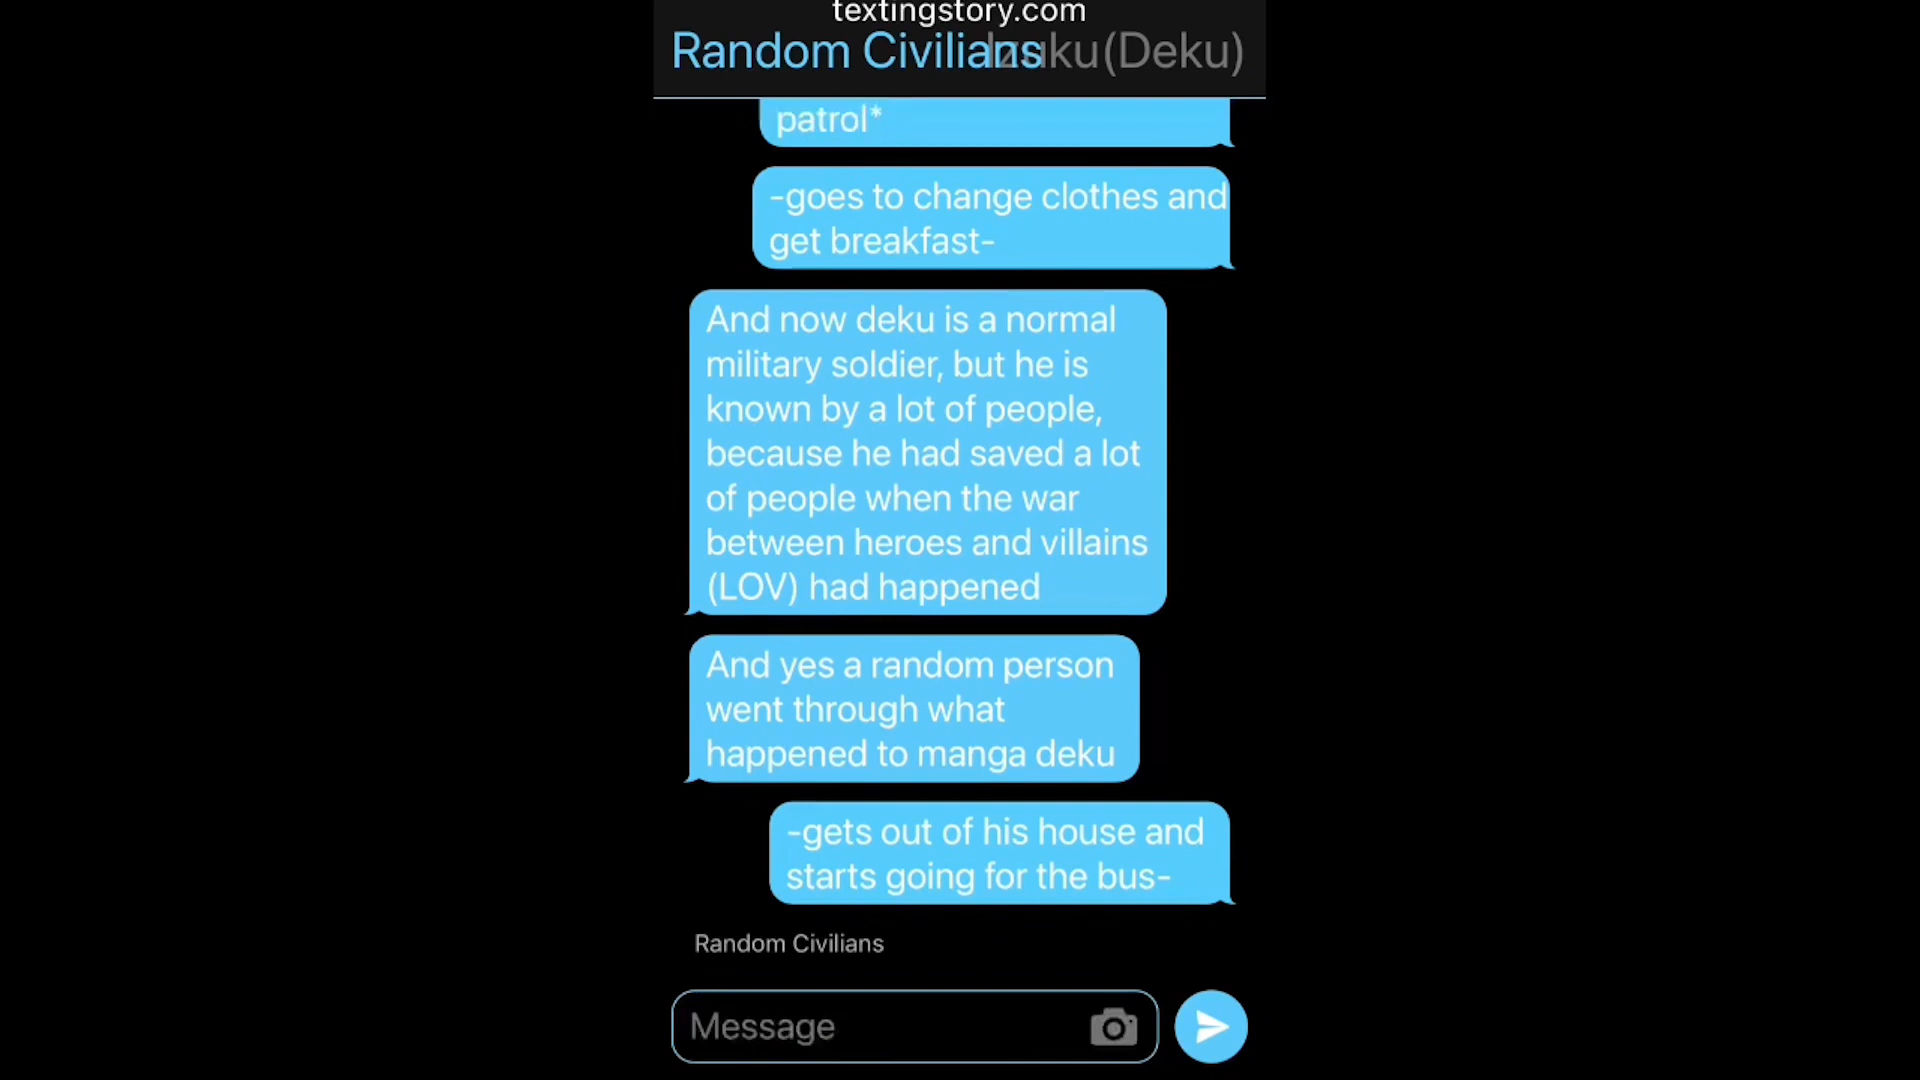 textingstory.com
Random Civilians Izuku(Deku)
patrol*
-goes to change clothes and
get breakfast-
And now deku is a normal
military soldier, but he is
known by a lot of people,
because he had saved a lot
of people when the war
between heroes and villains
(LOV) had happened
And yes a random person
went through what
happened to manga deku
-gets out of his house and
starts going for the bus-
Random Civilians
Message